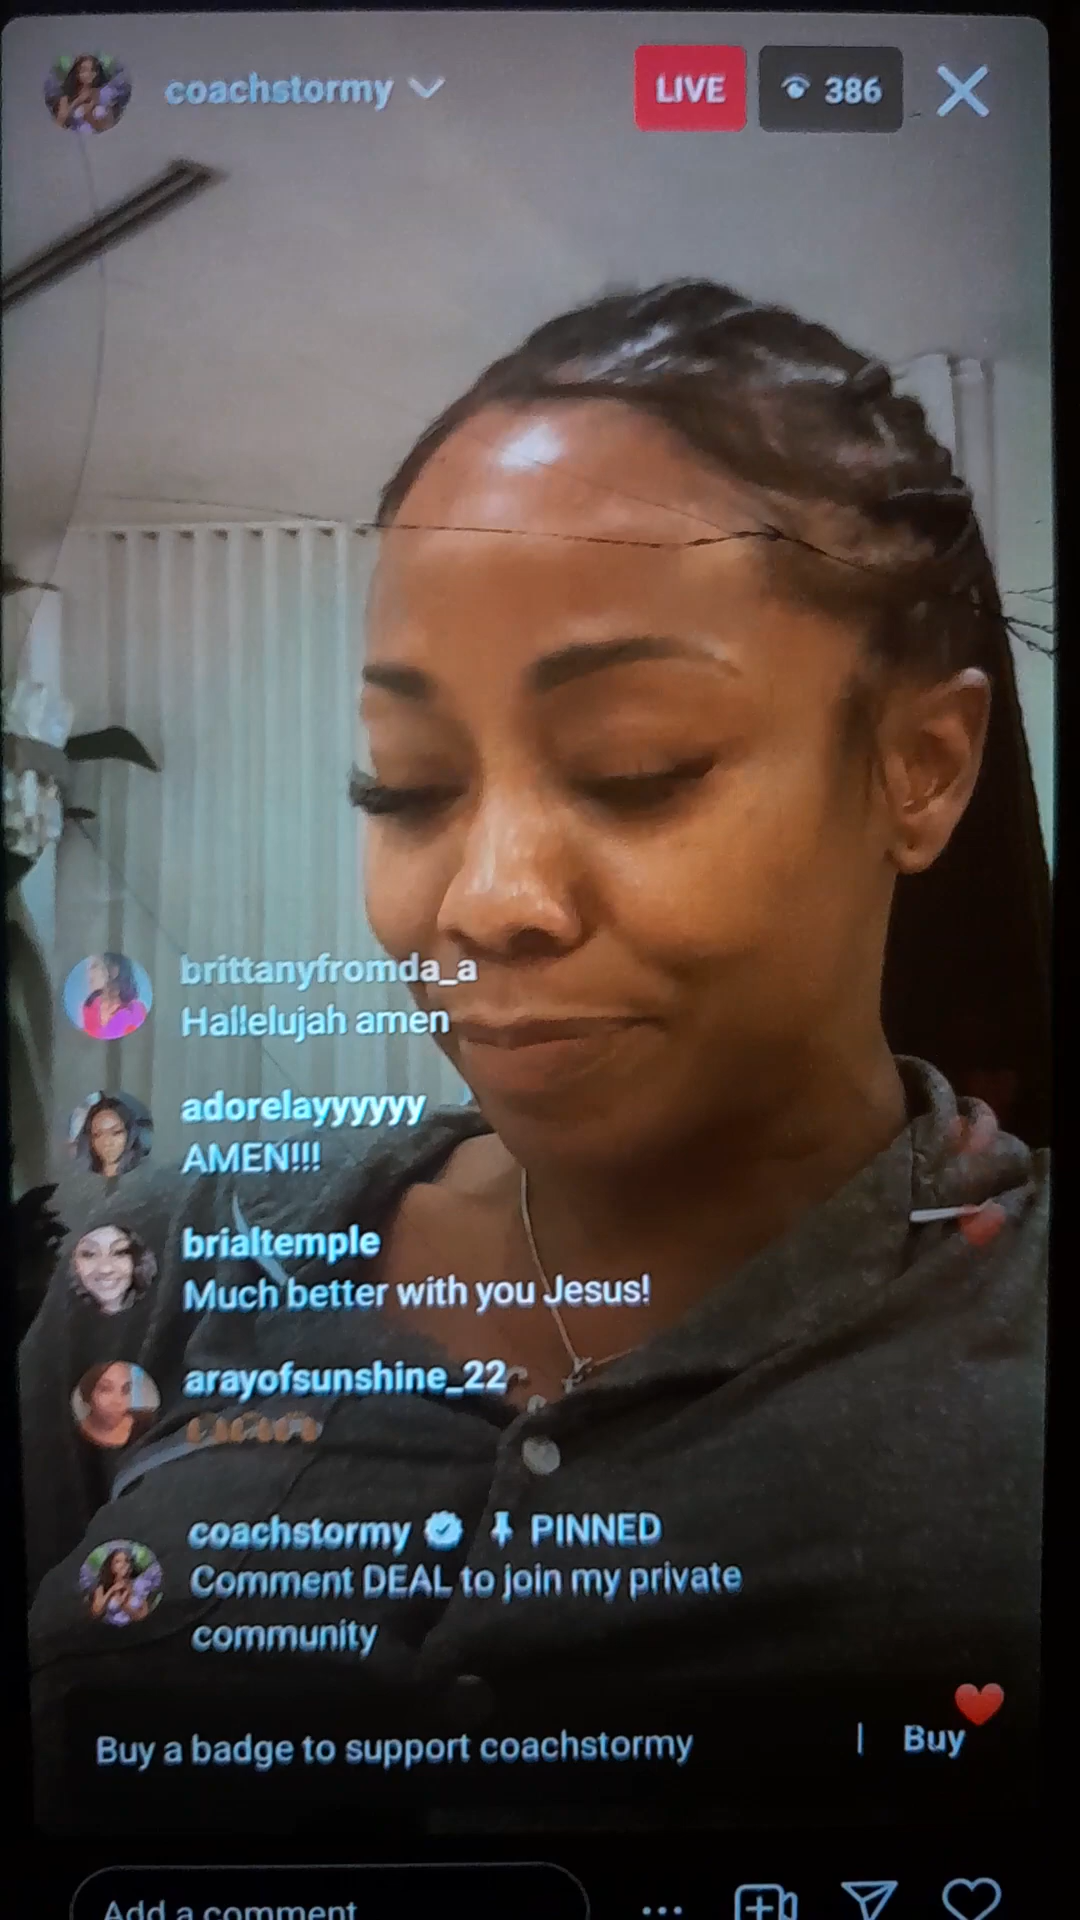 coachstormy
LIVE
386
brittanyfromda_a
Hallelujah amen
adorelayyyyyy
AMEN!!!
brialtemple
Much better with you Jesus!
arayofsunshine_22
coachstormy PINNED
Comment DEAL to join my private
community
Buy a badge to support coachstormy | Buy
Add a comment